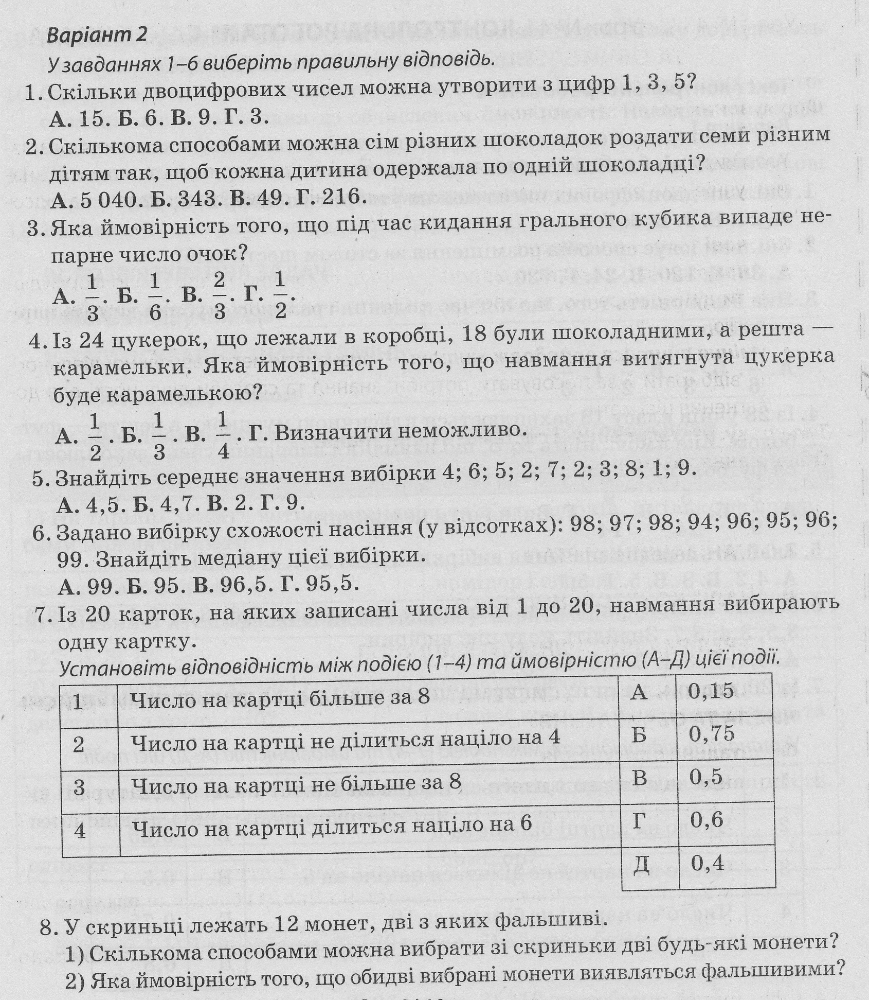 Варіант 2
У завданнях 1–6 виберіть правильну відповідь.
1. Скільки двоцифрових чисел можна утворити з цифр 1, 3, 5?
А. 15. Б. 6. В. 9. Г. 3.
2. Скількома способами можна сім різних шоколадок роздати семи різним
дітям так, щоб кожна дитина одержала по одній шоколадці?
А. 5 040. Б. 343. В. 49. Г. 216.
3. Яка ймовірність того, що під час кидання грального кубика випаде не-
парне число очок?
А. 1/3. Б. 1/6. В. 2/3. Г. 1/2.
4. Із 24 цукерок, що лежали в коробці, 18 були шоколадними, а решта —
карамельки. Яка ймовірність того, що навмання витягнута цукерка
буде карамелькою?
А. 1/2. Б. 1/3. В. 1/4. Г. Визначити неможливо.
5. Знайдіть середнє значення вибірки 4; 6; 5; 2; 7; 2; 3; 8; 1; 9.
А. 4,5. Б. 4,7. В. 2. Г. 9.
6. Задано вибірку схожості насіння (у відсотках): 98; 97; 98; 94; 96; 95; 96;
99. Знайдіть медіану цієї вибірки.
А. 99. Б. 95. В. 96,5. Г. 95,5.
7. Із 20 карток, на яких записані числа від 1 до 20, навмання вибирають
одну картку.
Установіть відповідність між подією (1–4) та ймовірністю (А–Д) цієї події.
1 Число на картці більше за 8 А 0,15
2 Число на картці не ділиться націло на 4 Б 0,75
3 Число на картці не більше за 8 В 0,5
4 Число на картці ділиться націло на 6 Г 0,6
Д 0,4
8. У скриньці лежать 12 монет, дві з яких фальшиві.
1) Скількома способами можна вибрати зі скриньки дві будь-які монети?
2) Яка ймовірність того, що обидві вибрані монети виявляться фальшивими?